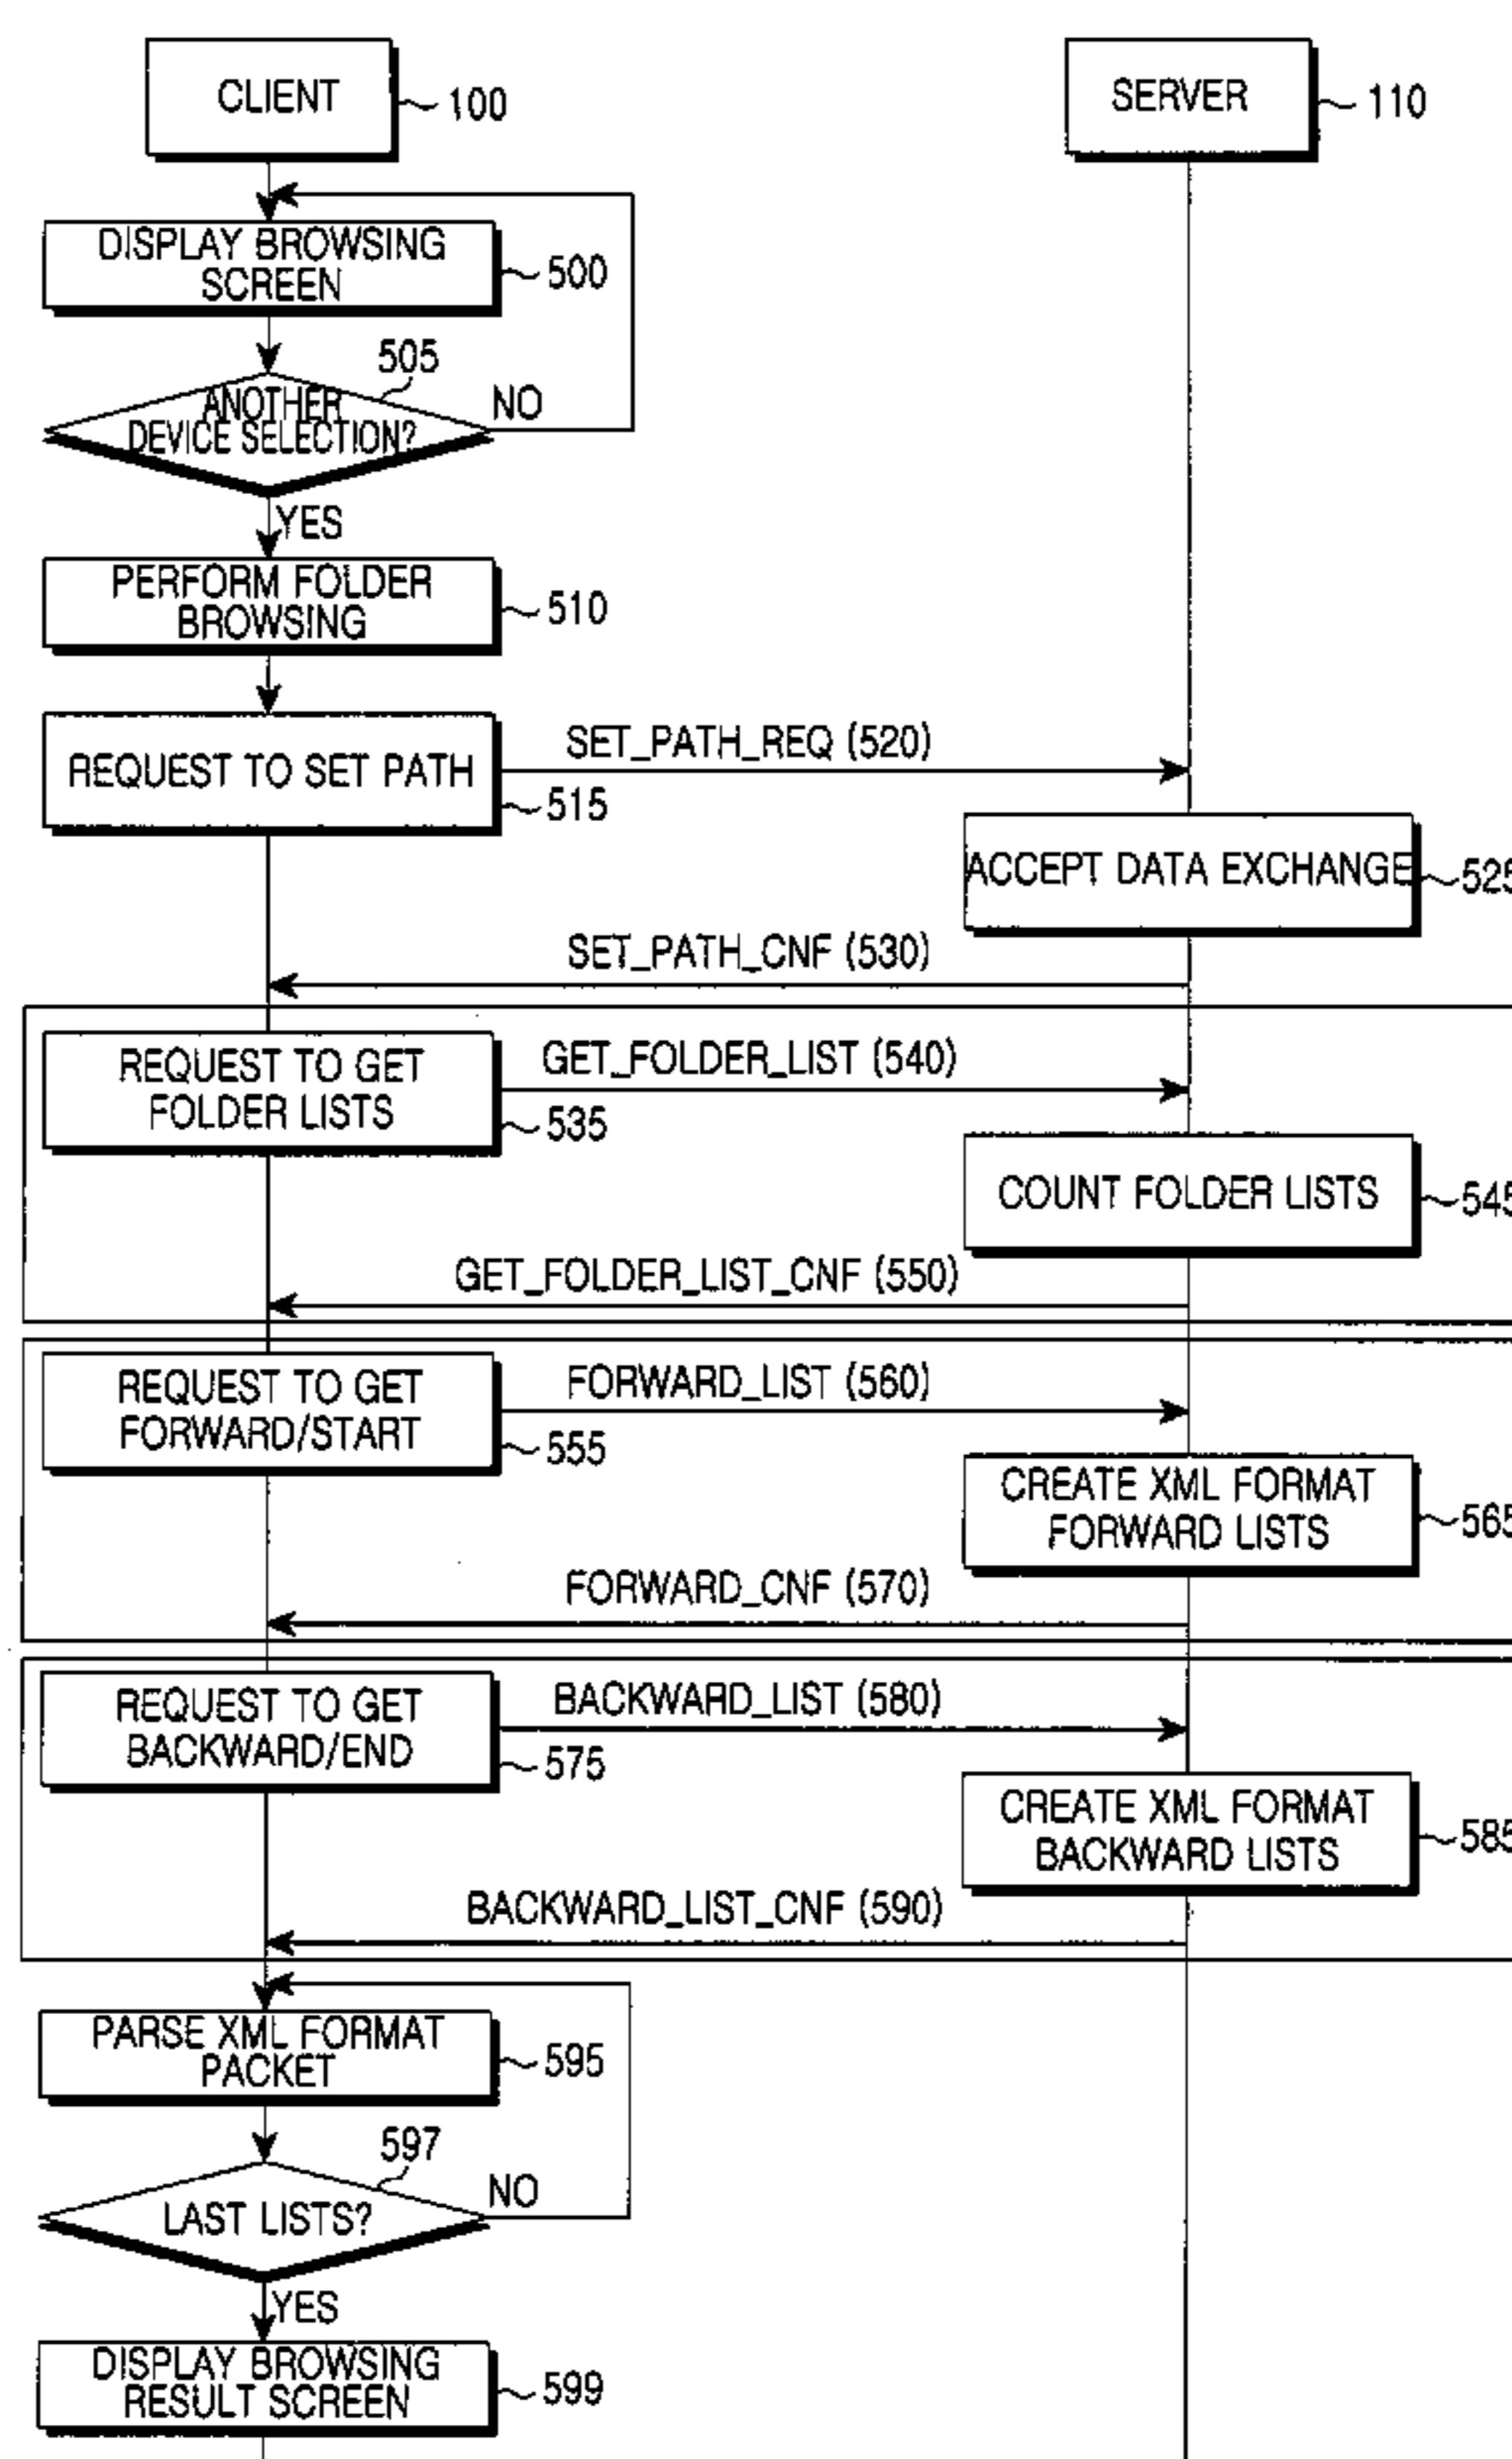 CLIENT
100
SERVER
110
DISPLAY BROWSING
SCREEN
500
505
ANOTHER
DEVICE SELECTION?
NO
YES
PERFORM FOLDER
BROWSING
510
REQUEST TO SET PATH
515
SET_PATH_REQ (520)
ACCEPT DATA EXCHANGE
525
SET_PATH_CNF (530)
REQUEST TO GET
FOLDER LISTS
535
GET_FOLDER_LIST (540)
COUNT FOLDER LISTS
545
GET_FOLDER_LIST_CNF (550)
REQUEST TO GET
FORWARD/START
555
FORWARD_LIST (560)
CREATE XML FORMAT
FORWARD LISTS
565
FORWARD_CNF (570)
REQUEST TO GET
BACKWARD/END
575
BACKWARD_LIST (580)
CREATE XML FORMAT
BACKWARD LISTS
585
BACKWARD_LIST_CNF (590)
PARSE XML FORMAT
PACKET
595
597
LAST LISTS?
NO
YES
DISPLAY BROWSING
RESULT SCREEN
599